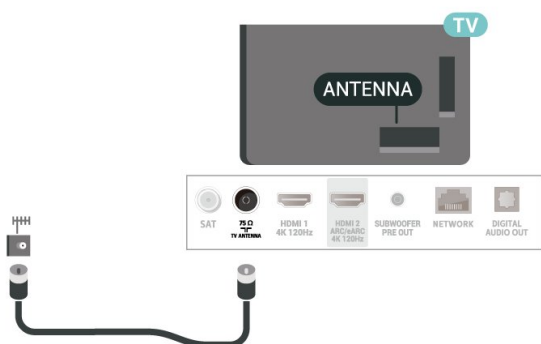 TV
ANTENNA
SAT
75 Ω
TV ANTENNA
HDMI 1
4K 120Hz
HDMI 2
ARC/eARC
4K 120Hz
SUBWOOFER
PRE OUT
NETWORK
DIGITAL
AUDIO OUT